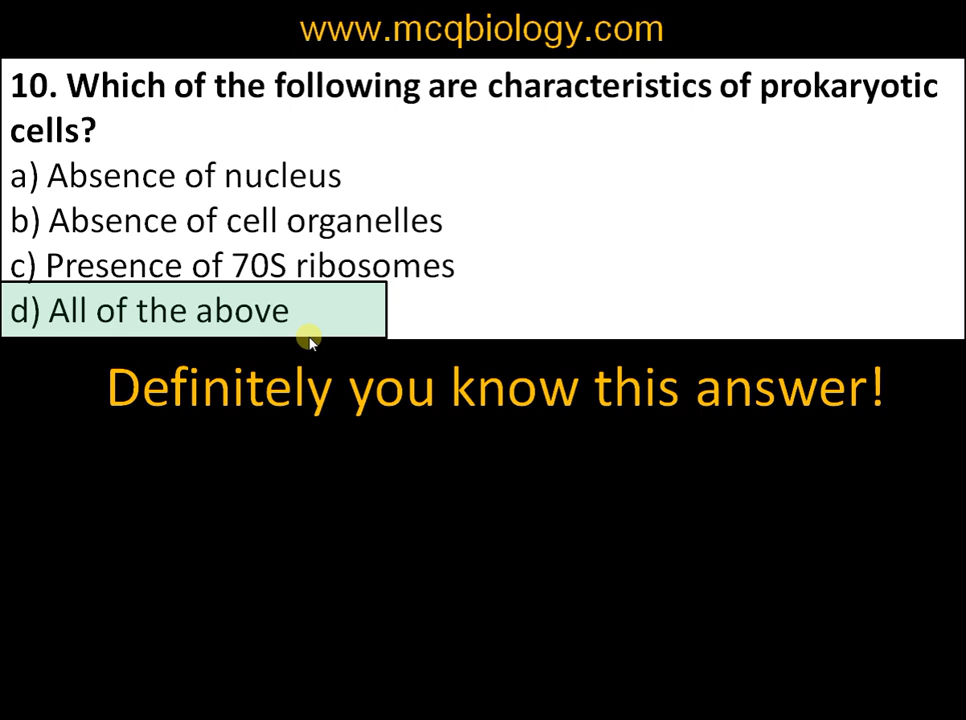 www.mcqbiology.com
10. Which of the following are characteristics of prokaryotic
cells?
a) Absence of nucleus
b) Absence of cell organelles
c) Presence of 70S ribosomes
d) All of the above
Definitely you know this answer!